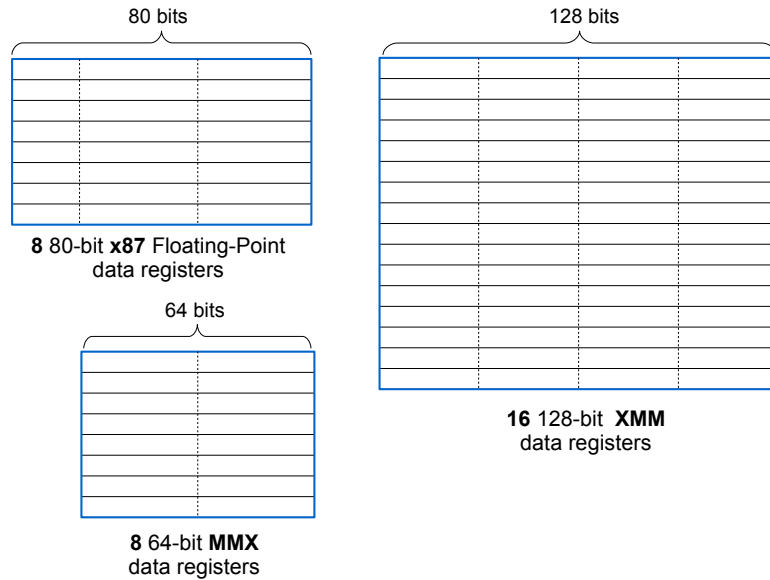 80 bits
8 80-bit x87 Floating-Point
data registers
64 bits
8 64-bit MMX
data registers
128 bits
16 128-bit XMM
data registers